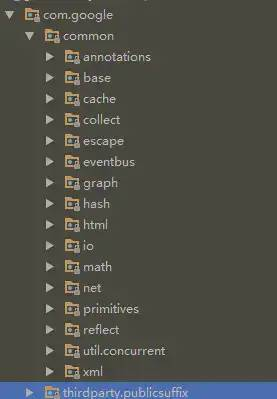 com.google
common
annotations
base
cache
collect
escape
eventbus
graph
hash
html
io
math
net
primitives
reflect
util.concurrent
xml
thirdparty.publicsuffix